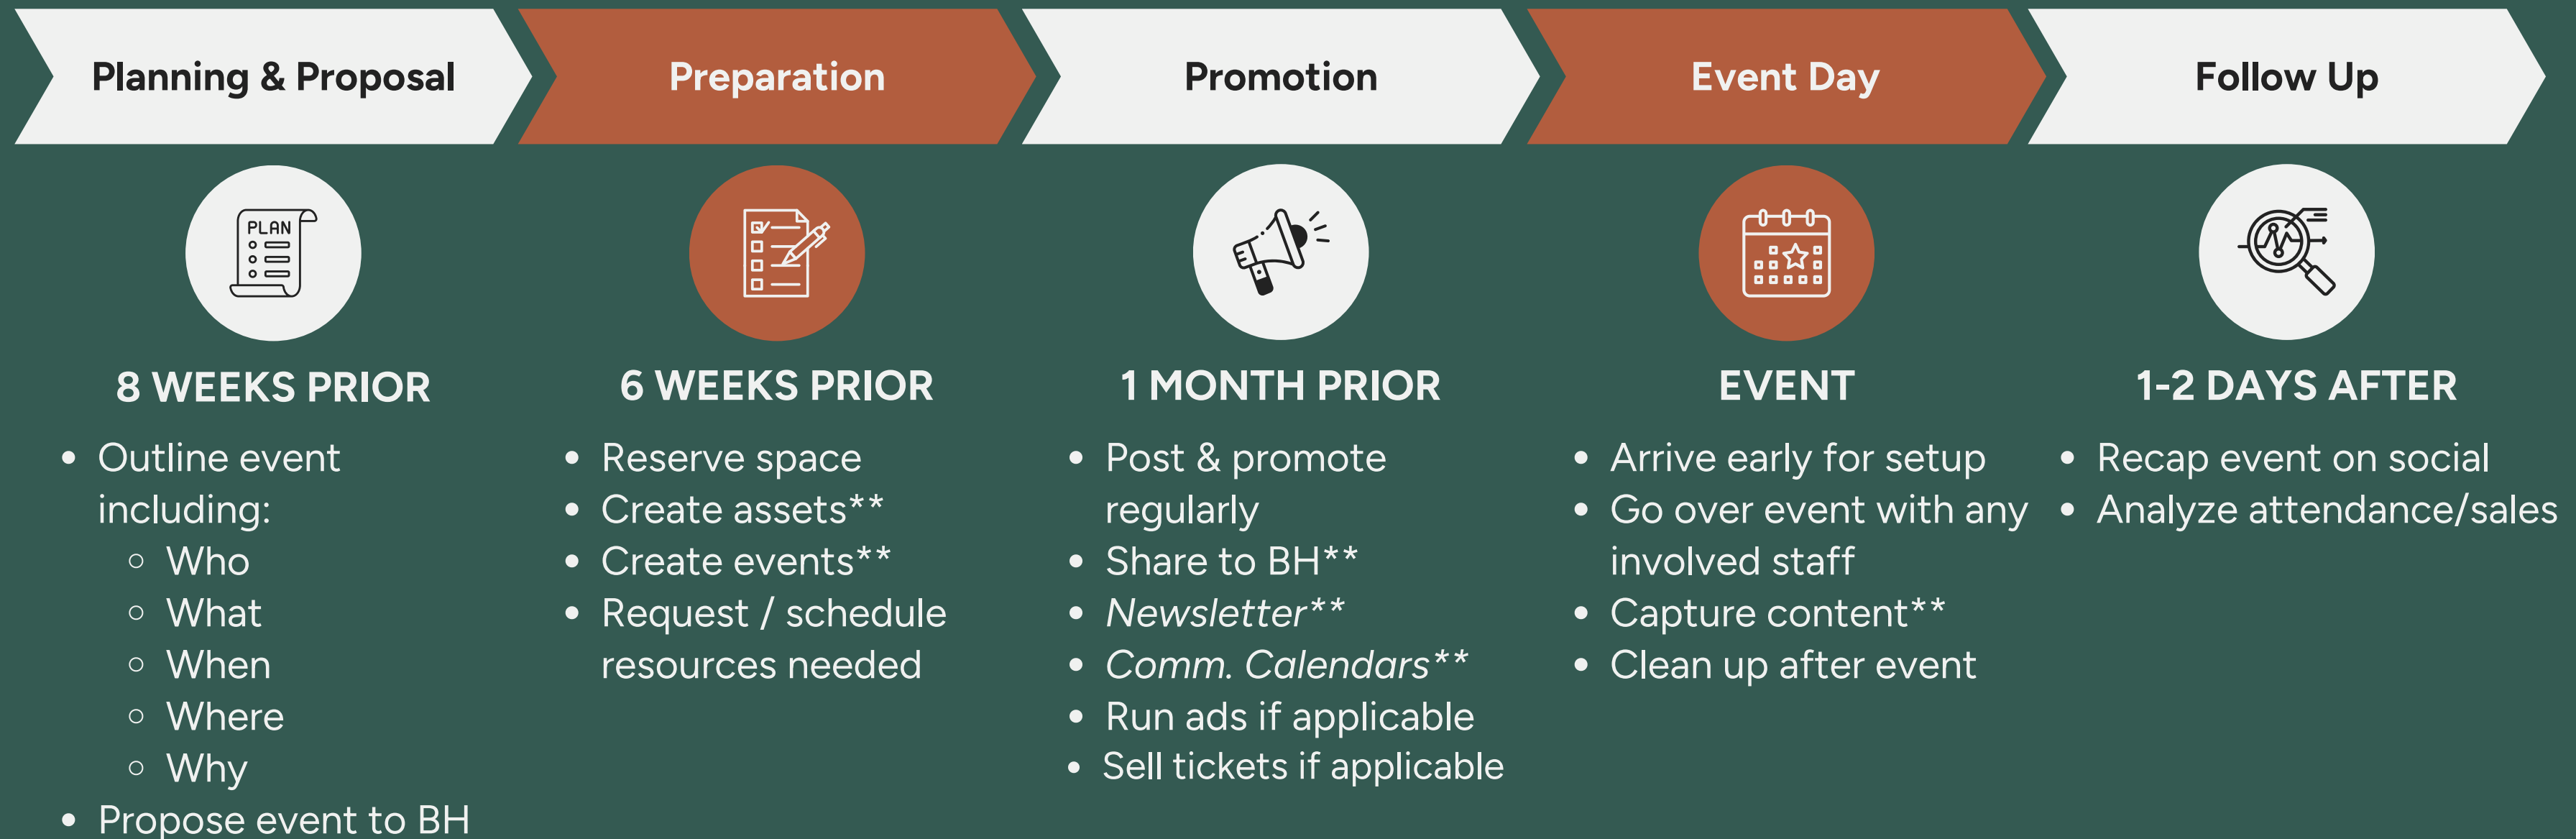 Planning & Proposal
Preparation
Promotion
Event Day
Follow Up
PLAN
8 WEEKS PRIOR
• Outline event
including:
◦ Who
◦ What
◦ When
◦ Where
◦ Why
• Propose event to BH
6 WEEKS PRIOR
• Reserve space
• Create assets**
• Create events**
• Request / schedule
resources needed
1 MONTH PRIOR
• Post & promote
regularly
• Share to BH**
• Newsletter**
• Comm. Calendars**
• Run ads if applicable
• Sell tickets if applicable
EVENT
• Arrive early for setup
• Go over event with any
involved staff
• Capture content**
• Clean up after event
1-2 DAYS AFTER
• Recap event on social
• Analyze attendance/sales